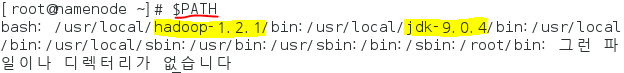 [root@namenode ~]# $PATH
bash: /usr/local/hadoop-1.2.1/bin:/usr/local/jdk-9.0.4/bin:/usr/local
/bin:/usr/local/sbin:/usr/bin:/usr/sbin:/bin:/sbin:/root/bin: 그런 파
일이나 디렉터리가 없습니다